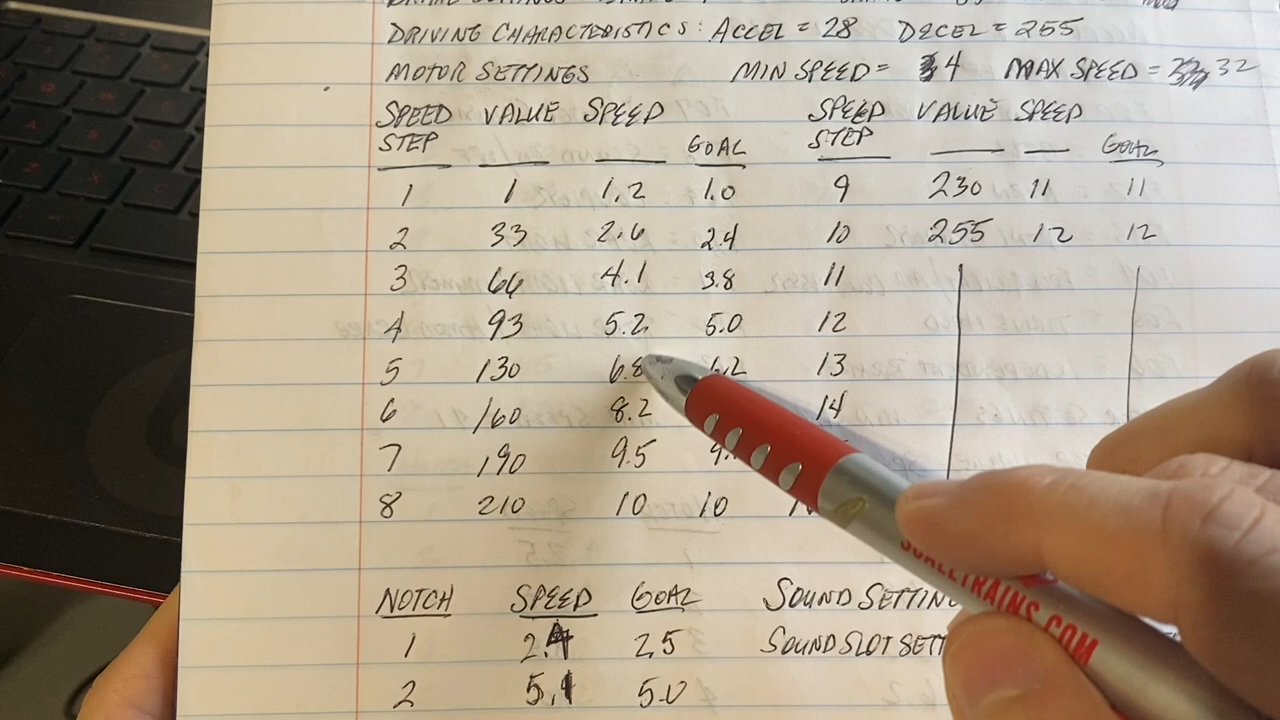 DRIVING CHARACTERISTICS: ACCEL = 28 DECEL = 255
MOTOR SETTINGS MIN SPEED = 4 MAX SPEED = 32
SPEED VALUE SPEED SPEED VALUE SPEED
STEP GOAL STEP GOAL
1 1 1.2 1.0 9 230 11 11
2 33 2.6 2.4 10 255 12 12
3 66 4.1 3.8 11
4 93 5.2 5.0 12
5 130 6.8 6.2 13
6 160 8.2 14
7 190 9.5
8 210 10 10
NOTCH SPEED GOAL SOUND
1 2.4 2.5 SOUND SLOT
2 5.1 5.0
SCALETRAINS.COM